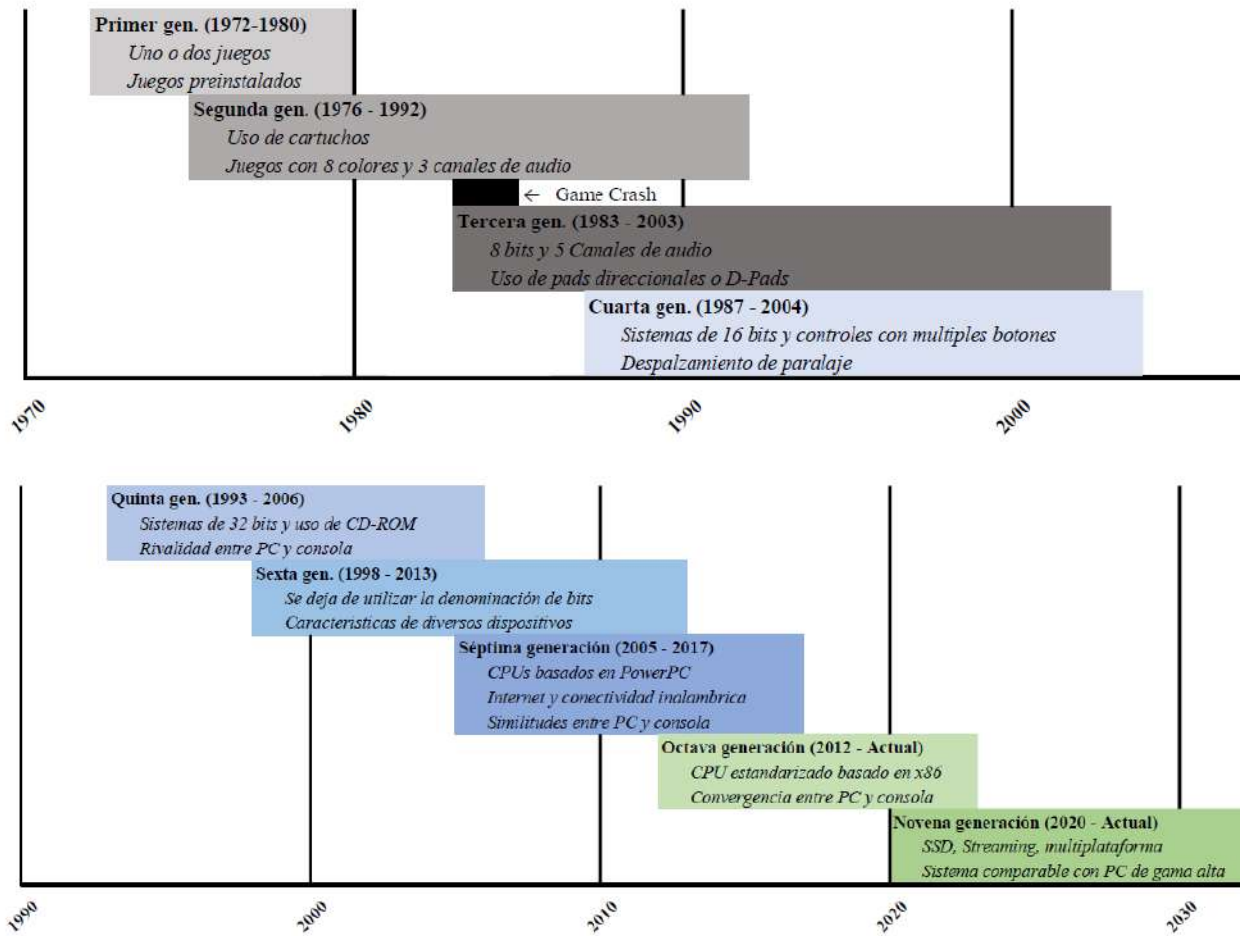 Primer gen. (1972-1980)
Uno o dos juegos
Juegos preinstalados
Segunda gen. (1976 - 1992)
Uso de cartuchos
Juegos con 8 colores y 3 canales de audio
← Game Crash
Tercera gen. (1983 - 2003)
8 bits y 5 Canales de audio
Uso de pads direccionales o D-Pads
Cuarta gen. (1987 - 2004)
Sistemas de 16 bits y controles con multiples botones
Despalzamiento de paralaje
1970
1980
1990
2000
Quinta gen. (1993 - 2006)
Sistemas de 32 bits y uso de CD-ROM
Rivalidad entre PC y consola
Sexta gen. (1998 - 2013)
Se deja de utilizar la denominación de bits
Caracteristicas de diversos dispositivos
Séptima generación (2005 - 2017)
CPUs basados en PowerPC
Internet y conectividad inalambrica
Similitudes entre PC y consola
Octava generación (2012 - Actual)
CPU estandarizado basado en x86
Convergencia entre PC y consola
Novena generación (2020 - Actual)
SSD, Streaming, multiplataforma
Sistema comparable con PC de gama alta
1990
2000
2010
2020
2030